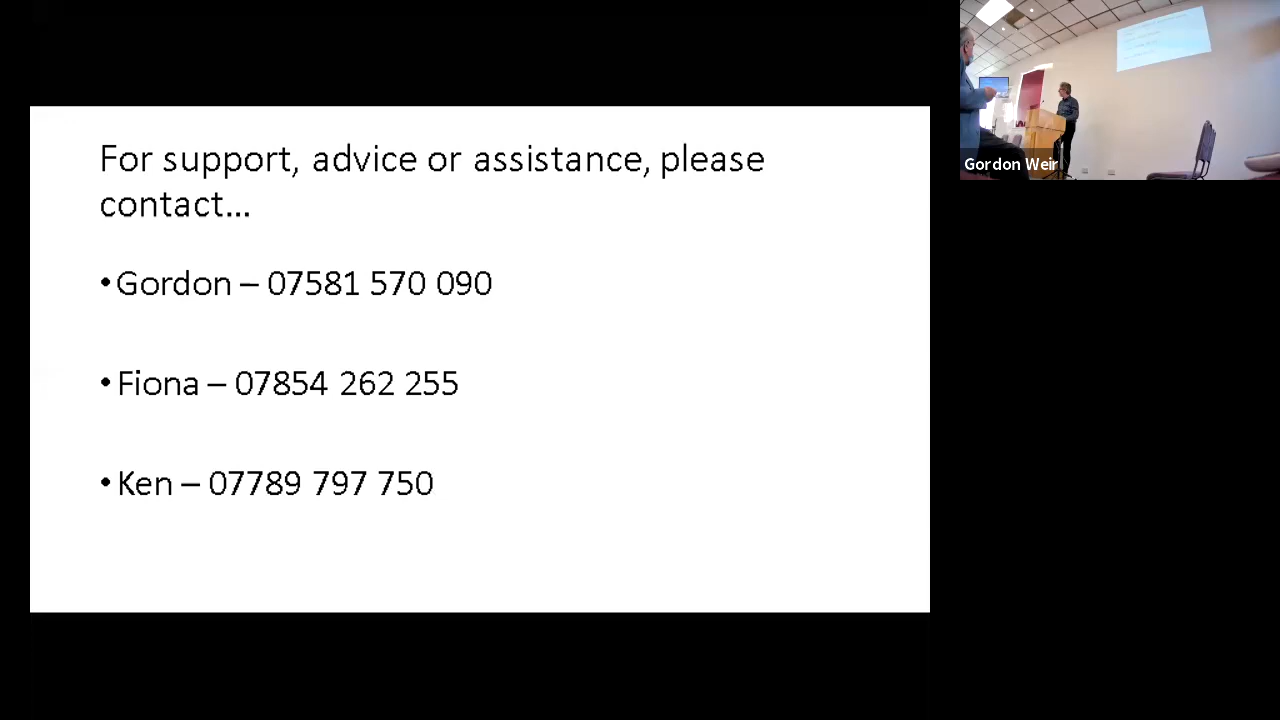 For support, advice or assistance, please
contact...
•Gordon – 07581 570 090
•Fiona – 07854 262 255
•Ken – 07789 797 750
Gordon Weir